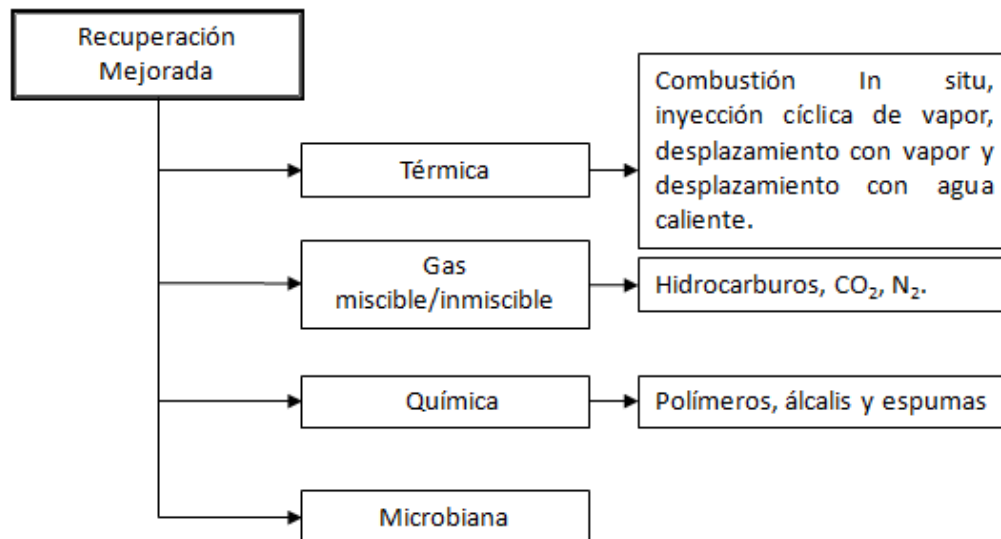 Recuperación
Mejorada
Térmica
Combustión In situ,
inyección cíclica de vapor,
desplazamiento con vapor y
desplazamiento con agua
caliente.
Gas
miscible/inmiscible
Hidrocarburos, CO₂, N₂.
Química
Polímeros, álcalis y espumas
Microbiana